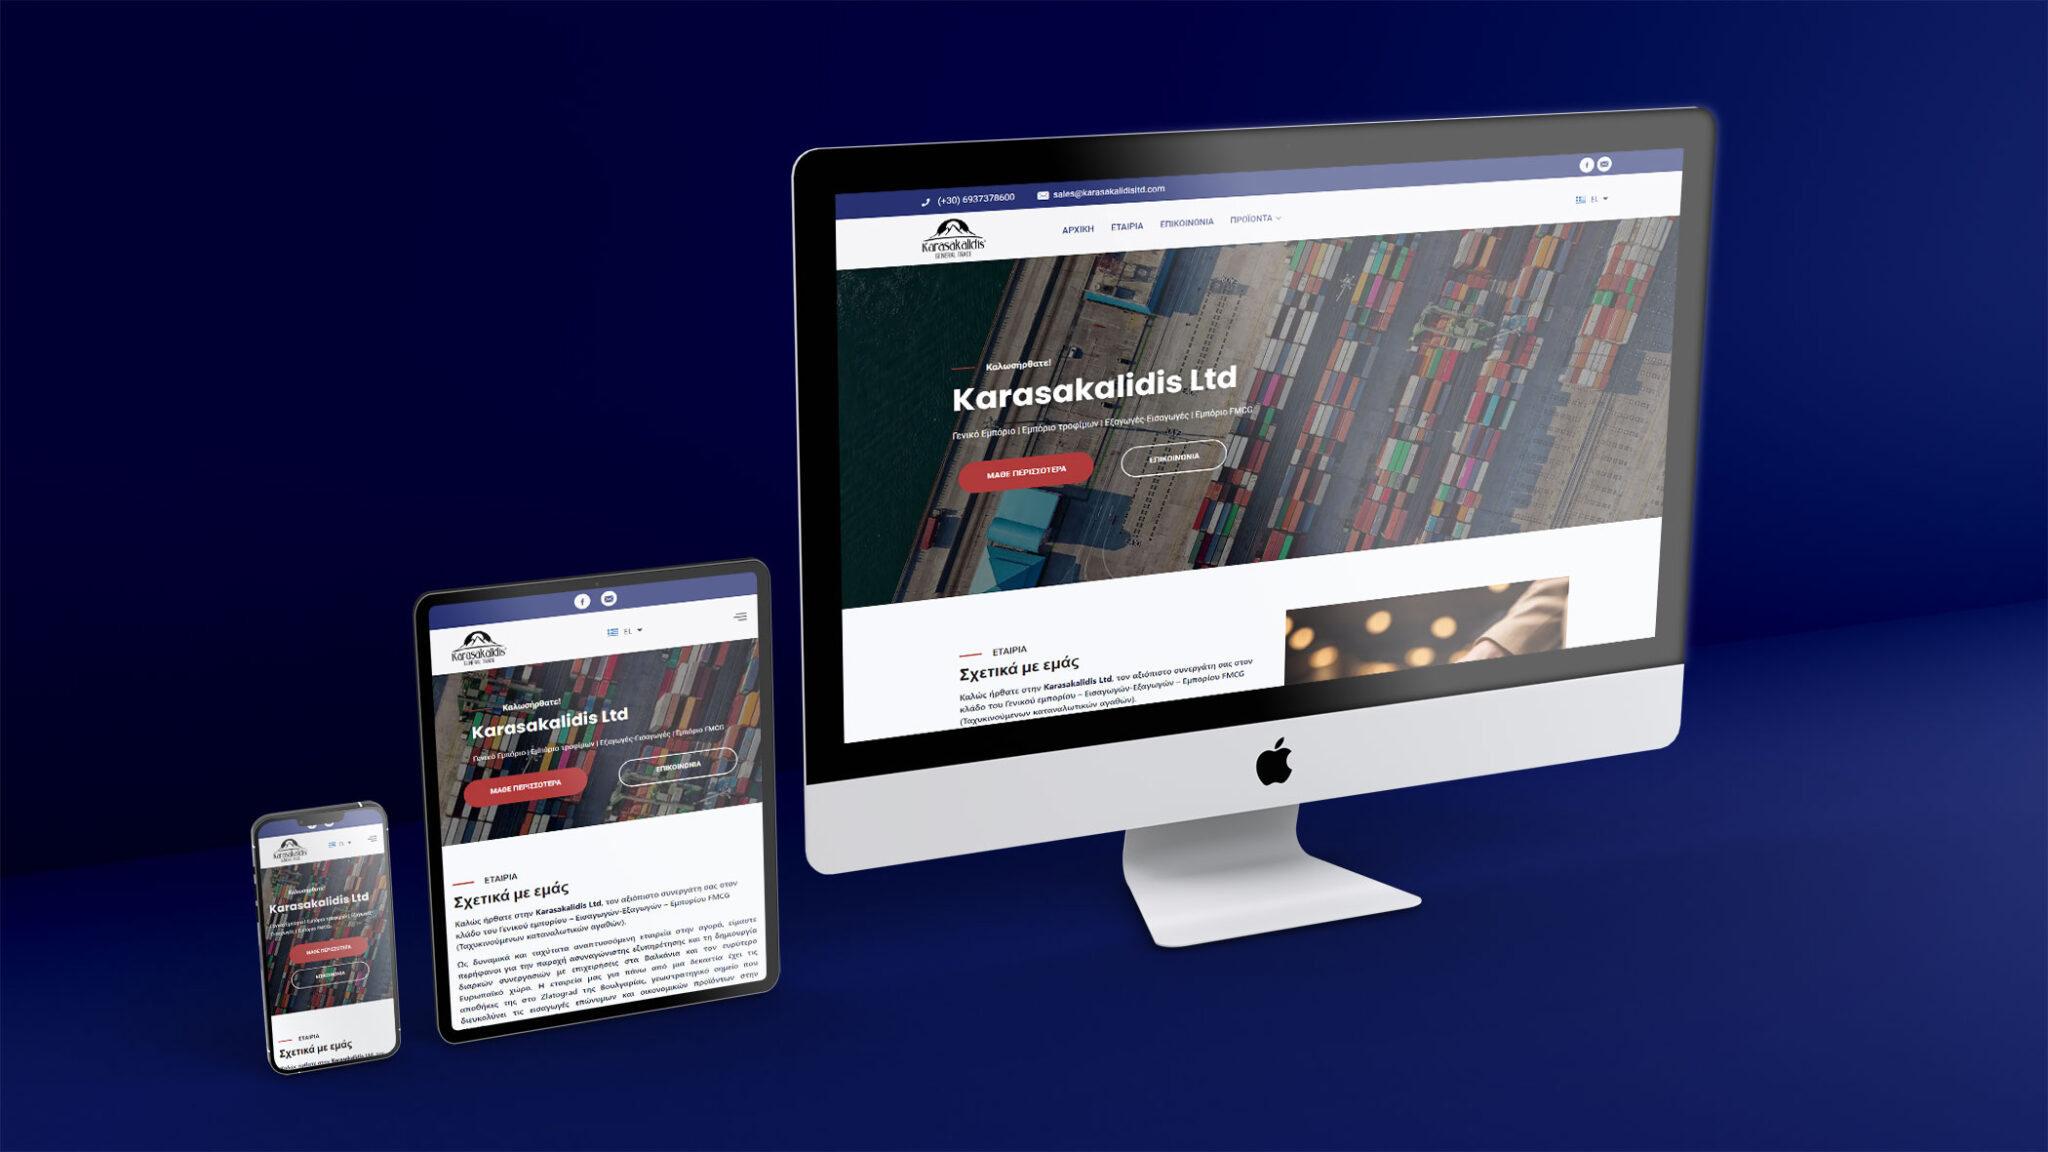 (+30) 6937378600
sales@karasakalidisltd.com
Karasakalidis
GENERAL TRADE
ΑΡΧΙΚΗ
ΕΤΑΙΡΙΑ
ΕΠΙΚΟΙΝΩΝΙΑ
ΠΡΟΪΟΝΤΑ
EL
Καλωσήρθατε!
Karasakalidis Ltd
Γενικό Εμπόριο | Εμπόριο τροφίμων | Εξαγωγές-Εισαγωγές | Εμπόριο FMCG
ΜΑΘΕ ΠΕΡΙΣΣΟΤΕΡΑ
ΕΠΙΚΟΙΝΩΝΙΑ
ΕΤΑΙΡΙΑ
Σχετικά με εμάς
Καλώς ήρθατε στην Karasakalidis Ltd, τον αξιόπιστο συνεργάτη σας στον
κλάδο του Γενικού εμπορίου – Εισαγωγών-Εξαγωγών – Εμπορίου FMCG
(Ταχυκινούμενων καταναλωτικών αγαθών).
EL
Karasakalidis
GENERAL TRADE
Καλωσήρθατε!
Karasakalidis Ltd
Γενικό Εμπόριο | Εμπόριο τροφίμων | Εξαγωγές-Εισαγωγές | Εμπόριο FMCG
ΜΑΘΕ ΠΕΡΙΣΣΟΤΕΡΑ
ΕΠΙΚΟΙΝΩΝΙΑ
ΕΤΑΙΡΙΑ
Σχετικά με εμάς
Καλώς ήρθατε στην Karasakalidis Ltd, τον αξιόπιστο συνεργάτη σας στον
κλάδο του Γενικού εμπορίου – Εισαγωγών-Εξαγωγών – Εμπορίου FMCG
(Ταχυκινούμενων καταναλωτικών αγαθών).
Ως δυναμικά και ταχύτατα αναπτυσσόμενη εταιρεία στην αγορά, είμαστε
περήφανοι για την παροχή ασυναγώνιστης εξυπηρέτησης και τη δημιουργία
διαρκών συνεργασιών με επιχειρήσεις στα Βαλκάνια και τον ευρύτερο
Ευρωπαϊκό χώρο. Η εταιρεία μας για πάνω από μια δεκαετία έχει τις
αποθήκες της στο Zlatograd της Βουλγαρίας, γεωστρατηγικό σημείο που
διευκολύνει τις εισαγωγές επώνυμων και οικονομικών προϊόντων στην
Karasakalidis
EL
Καλωσήρθατε!
Karasakalidis Ltd
Γενικό Εμπόριο | Εμπόριο τροφίμων | Εξαγωγές-
Εισαγωγές | Εμπόριο FMCG
ΜΑΘΕ ΠΕΡΙΣΣΟΤΕΡΑ
ΕΠΙΚΟΙΝΩΝΙΑ
ΕΤΑΙΡΙΑ
Σχετικά με εμάς
Καλώς ήρθατε στην Karasakalidis Ltd, τον